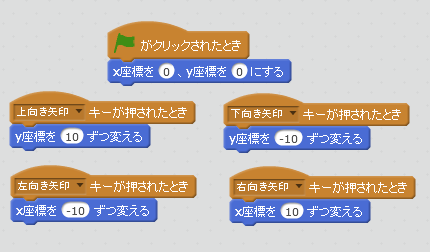 がクリックされたとき
x座標を 0 、y座標を 0 にする
上向き矢印 キーが押されたとき
y座標を 10 ずつ変える
下向き矢印 キーが押されたとき
y座標を -10 ずつ変える
左向き矢印 キーが押されたとき
x座標を -10 ずつ変える
右向き矢印 キーが押されたとき
x座標を 10 ずつ変える